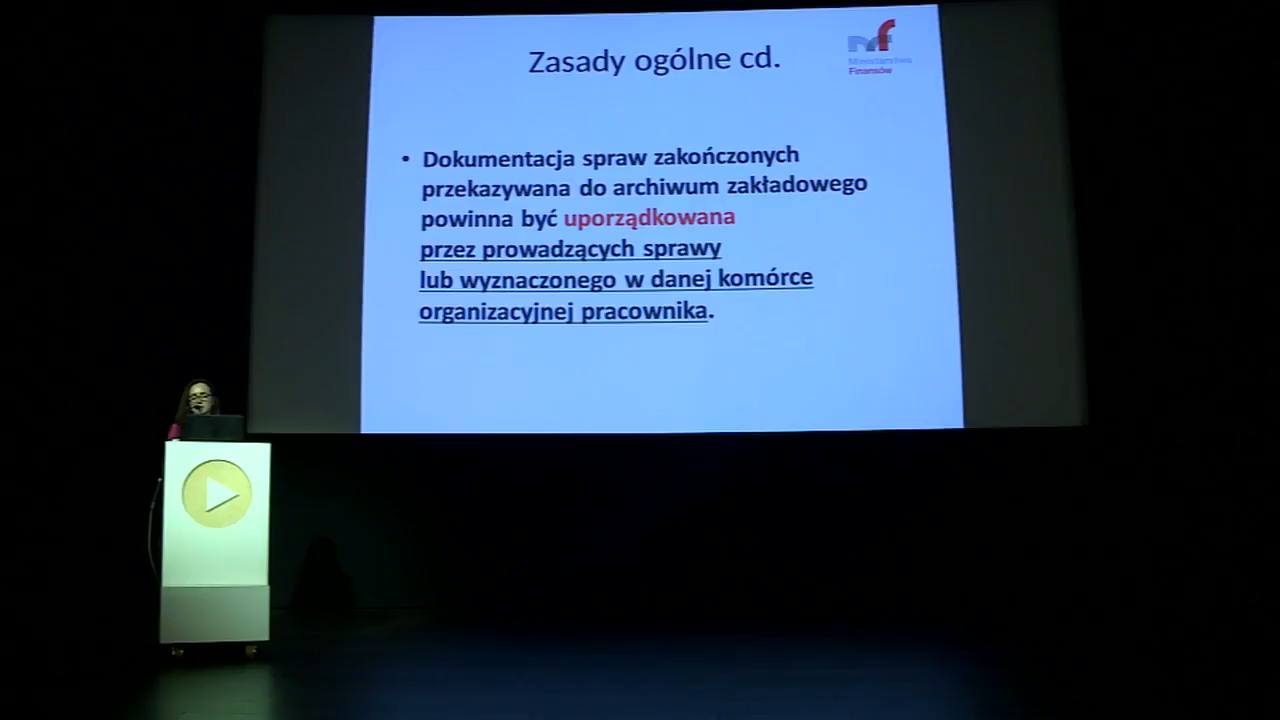 Zasady ogólne cd.
Ministerstwo
Finansów
• Dokumentacja spraw zakończonych
przekazywana do archiwum zakładowego
powinna być uporządkowana
przez prowadzących sprawy
lub wyznaczonego w danej komórce
organizacyjnej pracownika.